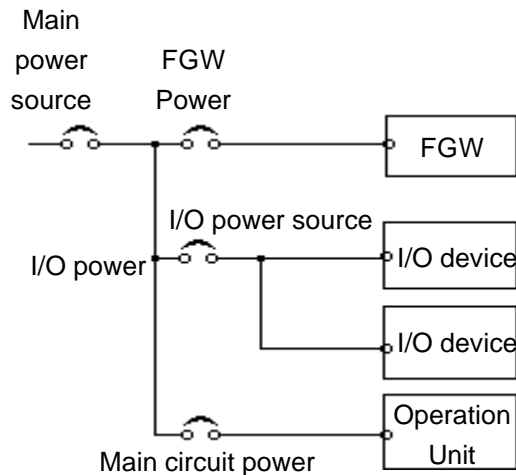 Main
power
source
FGW
Power
FGW
I/O power source
I/O power
I/O device
I/O device
Operation
Unit
Main circuit power